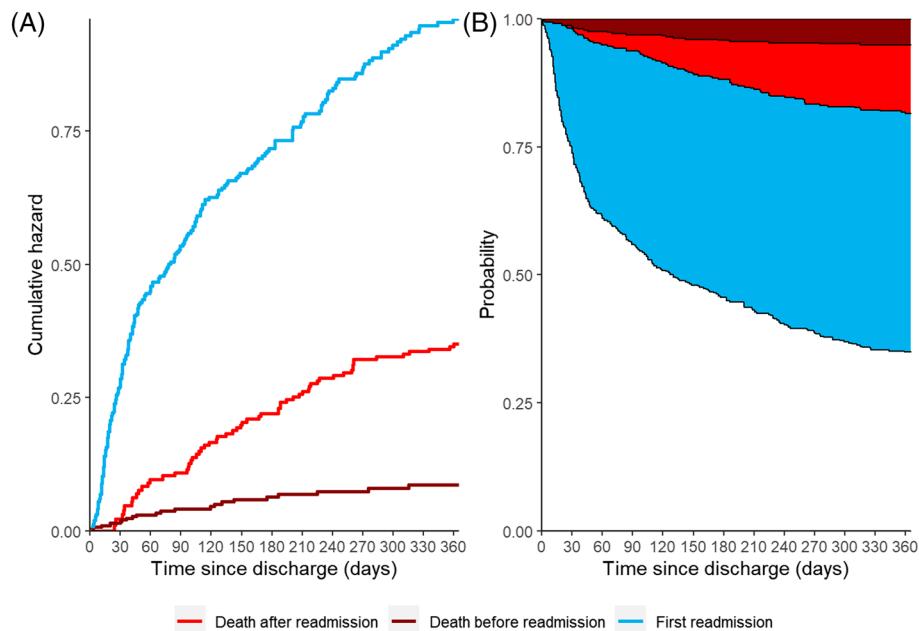 (A)
Cumulative hazard
0.75
0.50
0.25
0.00
0 30 60 90 120 150 180 210 240 270 300 330 360
Time since discharge (days)
(B)
Probability
1.00
0.75
0.50
0.25
0.00
0 30 60 90 120 150 180 210 240 270 300 330 360
Time since discharge (days)
Death after readmission Death before readmission First readmission